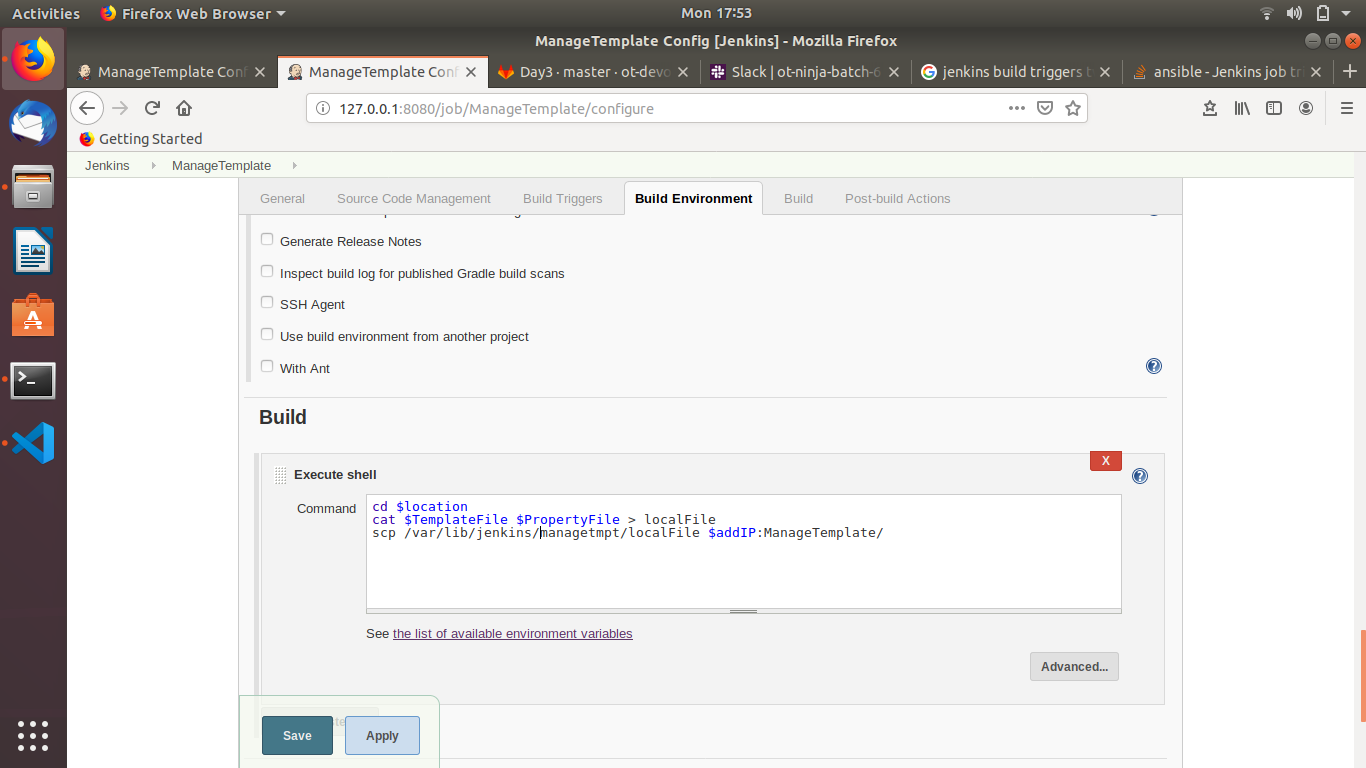 Activities Firefox Web Browser Mon 17:53
ManageTemplate Config [Jenkins] - Mozilla Firefox
ManageTemplate Conf ManageTemplate Conf Day3 · master · ot-devo Slack | ot-ninja-batch-6 jenkins build triggers t ansible - Jenkins job tri
127.0.0.1:8080/job/ManageTemplate/configure
Getting Started
Jenkins ManageTemplate
General Source Code Management Build Triggers Build Environment Build Post-build Actions
Generate Release Notes
Inspect build log for published Gradle build scans
SSH Agent
Use build environment from another project
With Ant
Build
X
Execute shell
Command
cd $location
cat $TemplateFile $PropertyFile > localFile
scp /var/lib/jenkins/managetmpt/localFile $addIP:ManageTemplate/
See the list of available environment variables
Advanced...
Save Apply